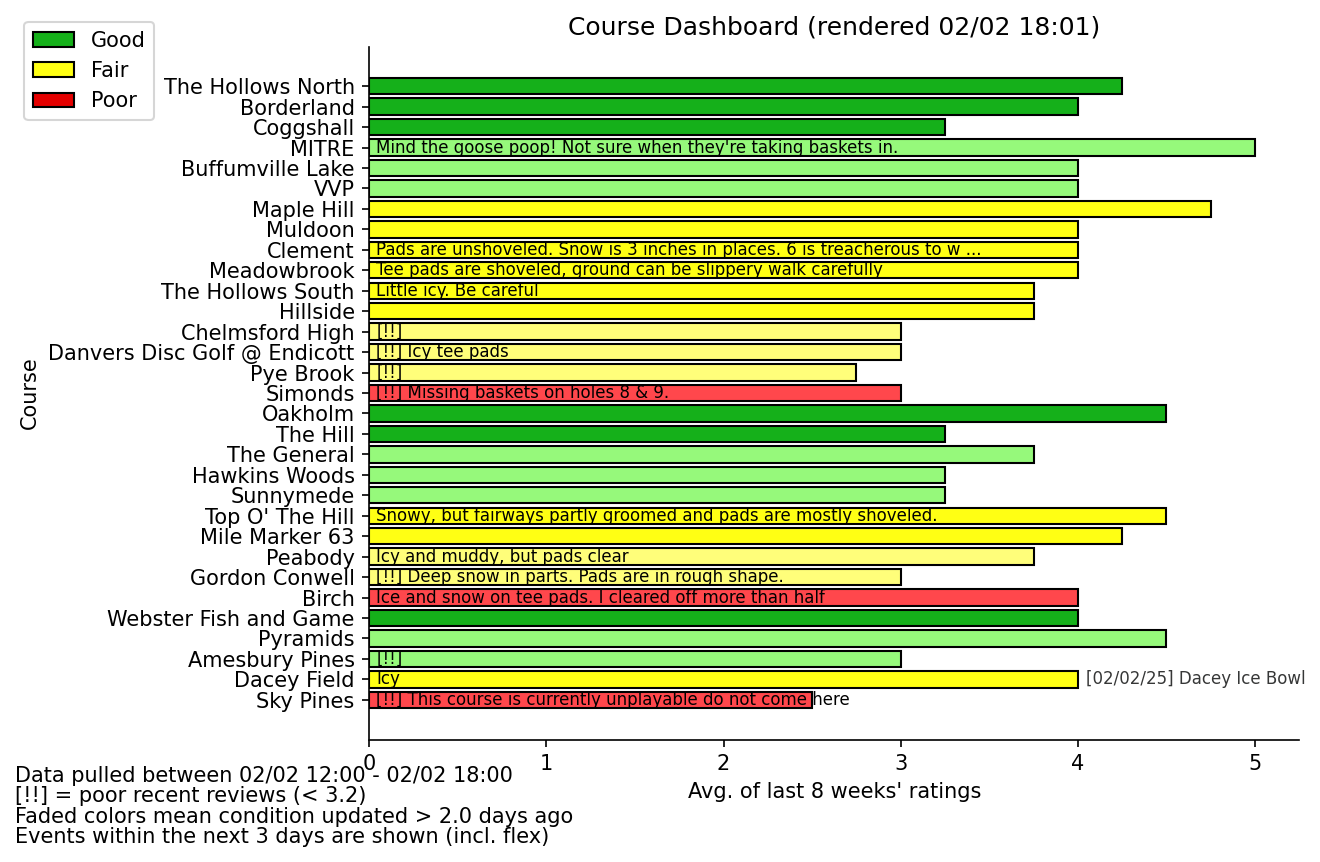 Course Dashboard (rendered 02/02 18:01)
Good
Fair
Poor
Course
The Hollows North
Borderland
Coggshall
MITRE Mind the goose poop! Not sure when they're taking baskets in.
Buffumville Lake
VVP
Maple Hill
Muldoon
Clement Pads are unshoveled. Snow is 3 inches in places. 6 is treacherous to w ...
Meadowbrook Tee pads are shoveled, ground can be slippery walk carefully
The Hollows South Little icy. Be careful
Hillside
Chelmsford High [!!]
Danvers Disc Golf @ Endicott [!!] Icy tee pads
Pye Brook [!!]
Simonds [!!] Missing baskets on holes 8 & 9.
Oakholm
The Hill
The General
Hawkins Woods
Sunnymede
Top O' The Hill Snowy, but fairways partly groomed and pads are mostly shoveled.
Mile Marker 63
Peabody Icy and muddy, but pads clear
Gordon Conwell [!!] Deep snow in parts. Pads are in rough shape.
Birch Ice and snow on tee pads. I cleared off more than half
Webster Fish and Game
Pyramids
Amesbury Pines [!!]
Dacey Field Icy [02/02/25] Dacey Ice Bowl
Sky Pines [!!] This course is currently unplayable do not come here
0 1 2 3 4 5
Avg. of last 8 weeks' ratings
Data pulled between 02/02 12:00 - 02/02 18:00
[!!] = poor recent reviews (< 3.2)
Faded colors mean condition updated > 2.0 days ago
Events within the next 3 days are shown (incl. flex)